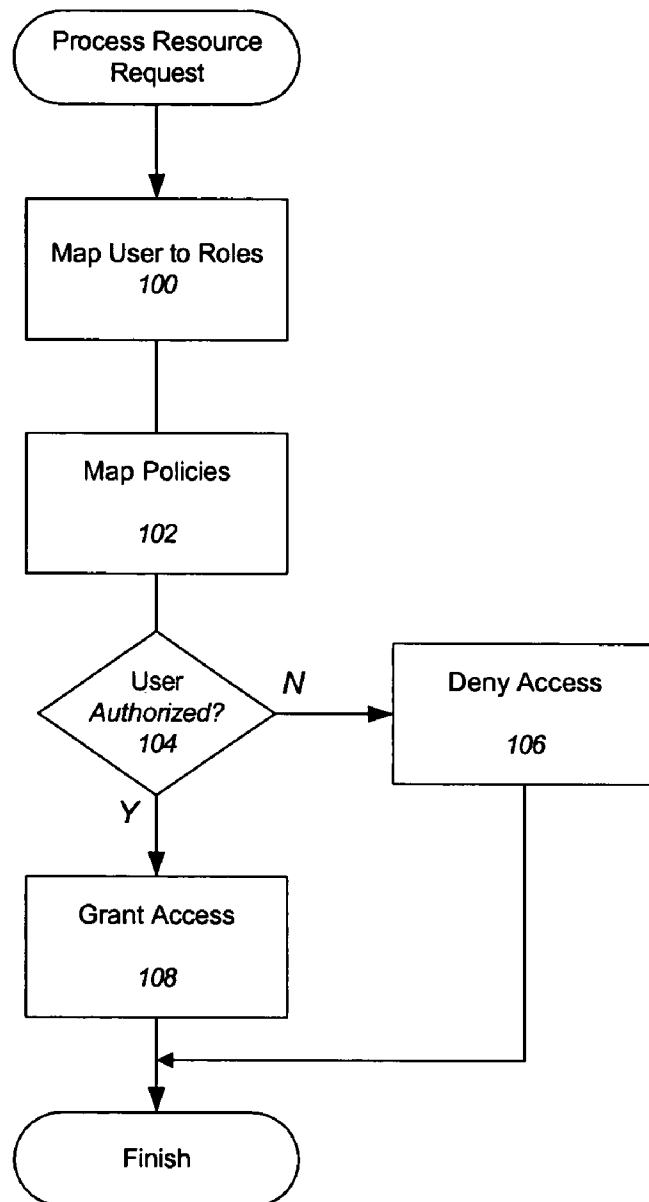 Process Resource
Request
Map User to Roles
100
Map Policies
102
User
Authorized?
104
N
Deny Access
106
Y
Grant Access
108
Finish